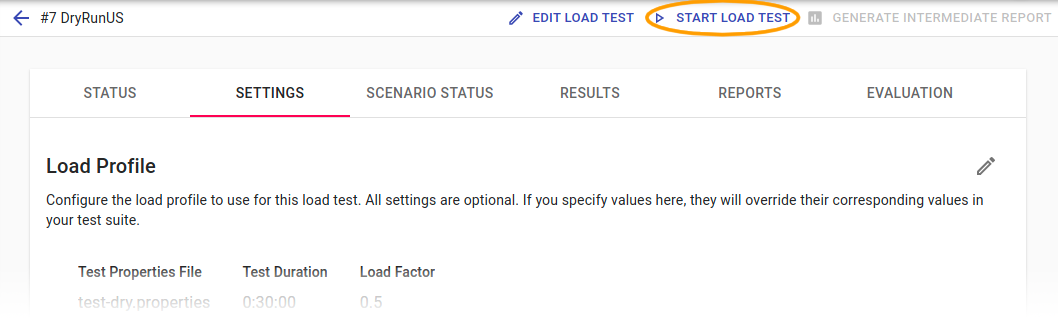 #7 DryRunUS EDIT LOAD TEST START LOAD TEST GENERATE INTERMEDIATE REPORT
STATUS SETTINGS SCENARIO STATUS RESULTS REPORTS EVALUATION
Load Profile
Configure the load profile to use for this load test. All settings are optional. If you specify values here, they will override their corresponding values in
your test suite.
Test Properties File Test Duration Load Factor
test-dry.properties 0:30:00 0.5